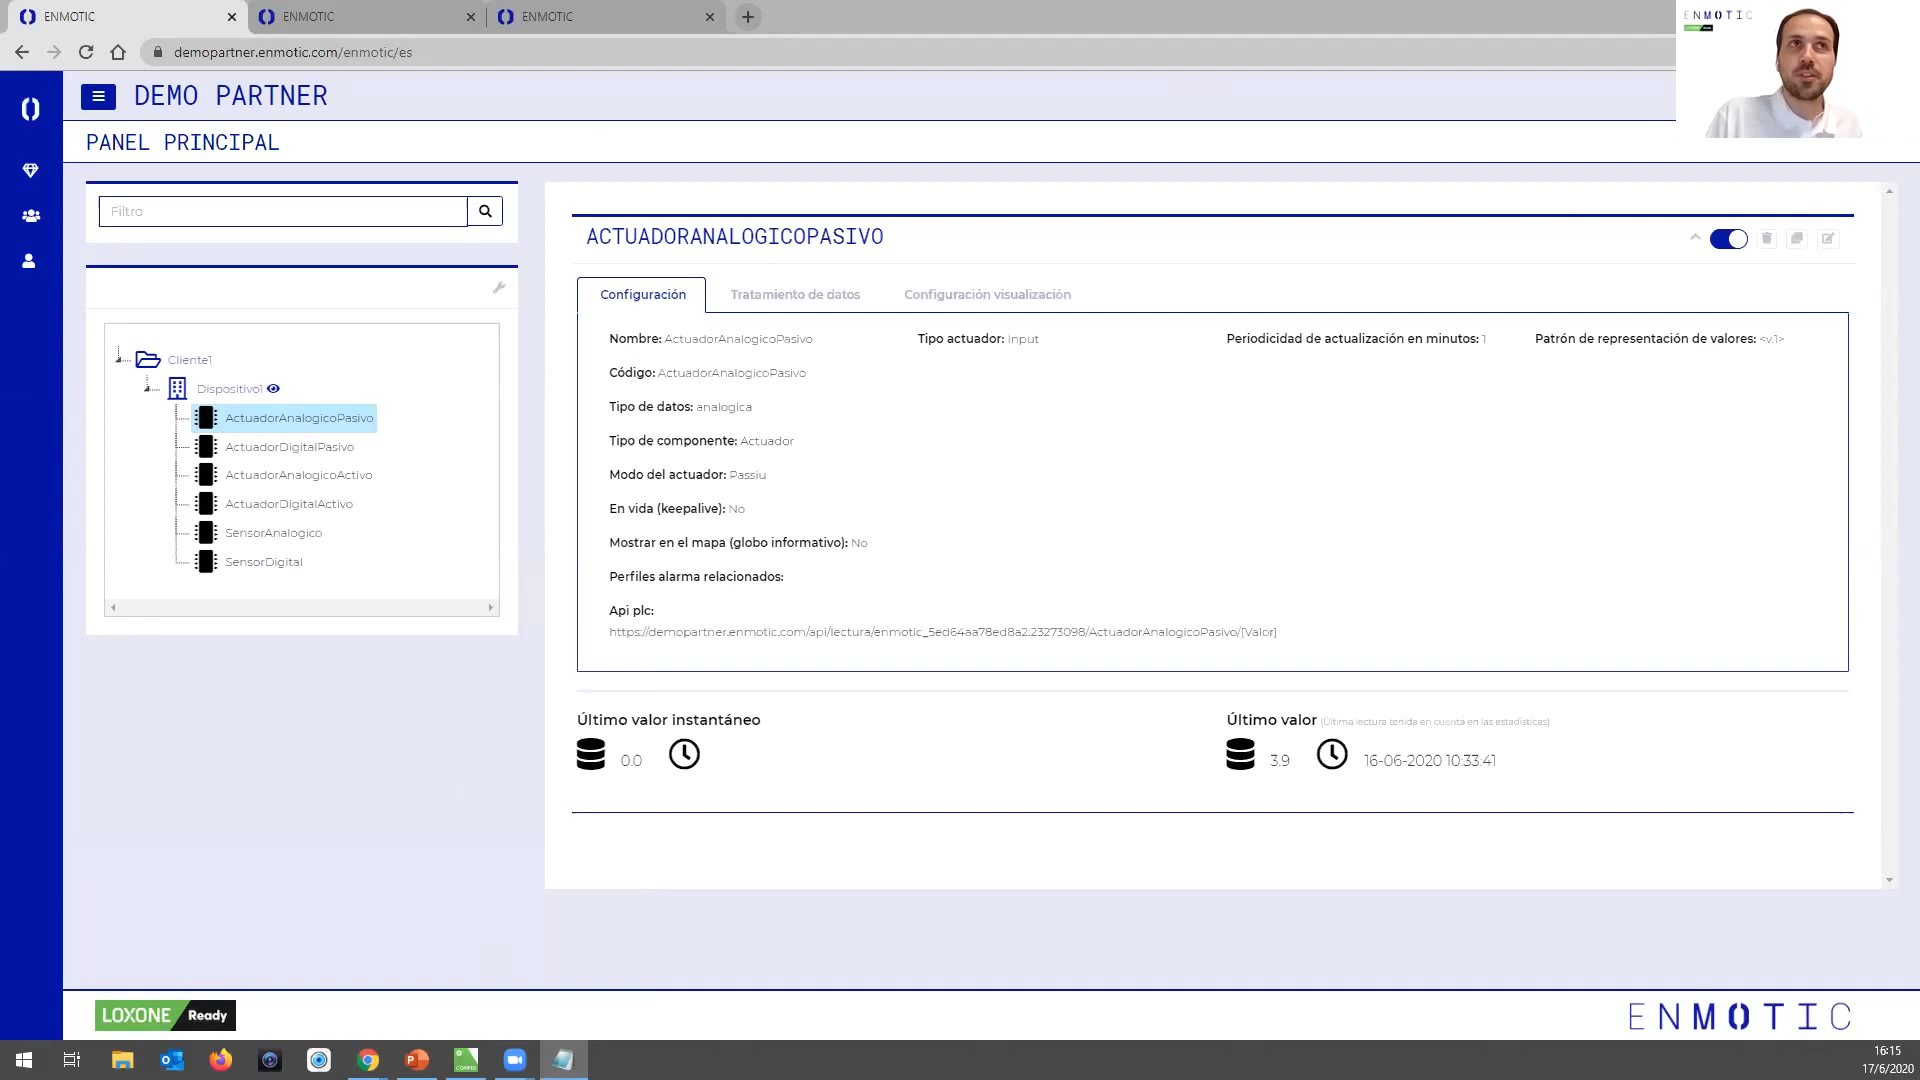 ENMOTIC
ENMOTIC
ENMOTIC
demopartner.enmotic.com/enmotic/es
ENMOTIC
DEMO PARTNER
PANEL PRINCIPAL
Filtro
Cliente1
Dispositivo1
ActuadorAnalogicoPasivo
ActuadorDigitalPasivo
ActuadorAnalogicoActivo
ActuadorDigitalActivo
SensorAnalogico
SensorDigital
ACTUADORANALOGICOPASIVO
Configuración
Tratamiento de datos
Configuración visualización
Nombre: ActuadorAnalogicoPasivo
Tipo actuador: Input
Periodicidad de actualización en minutos: 1
Patrón de representación de valores: <v.1>
Código: ActuadorAnalogicoPasivo
Tipo de datos: analogica
Tipo de componente: Actuador
Modo del actuador: Passiu
En vida (keepalive): No
Mostrar en el mapa (globo informativo): No
Perfiles alarma relacionados:
Api plc:
https://demopartner.enmotic.com/api/lectura/enmotic_5ed64aa78ed8a2.23273098/ActuadorAnalogicoPasivo/[Valor]
Último valor instantáneo
0.0
Último valor (Última lectura tenida en cuenta en las estadísticas)
3.9
16-06-2020 10:33:41
LOXONE Ready
ENMOTIC
CONFIG
16:15
17/6/2020